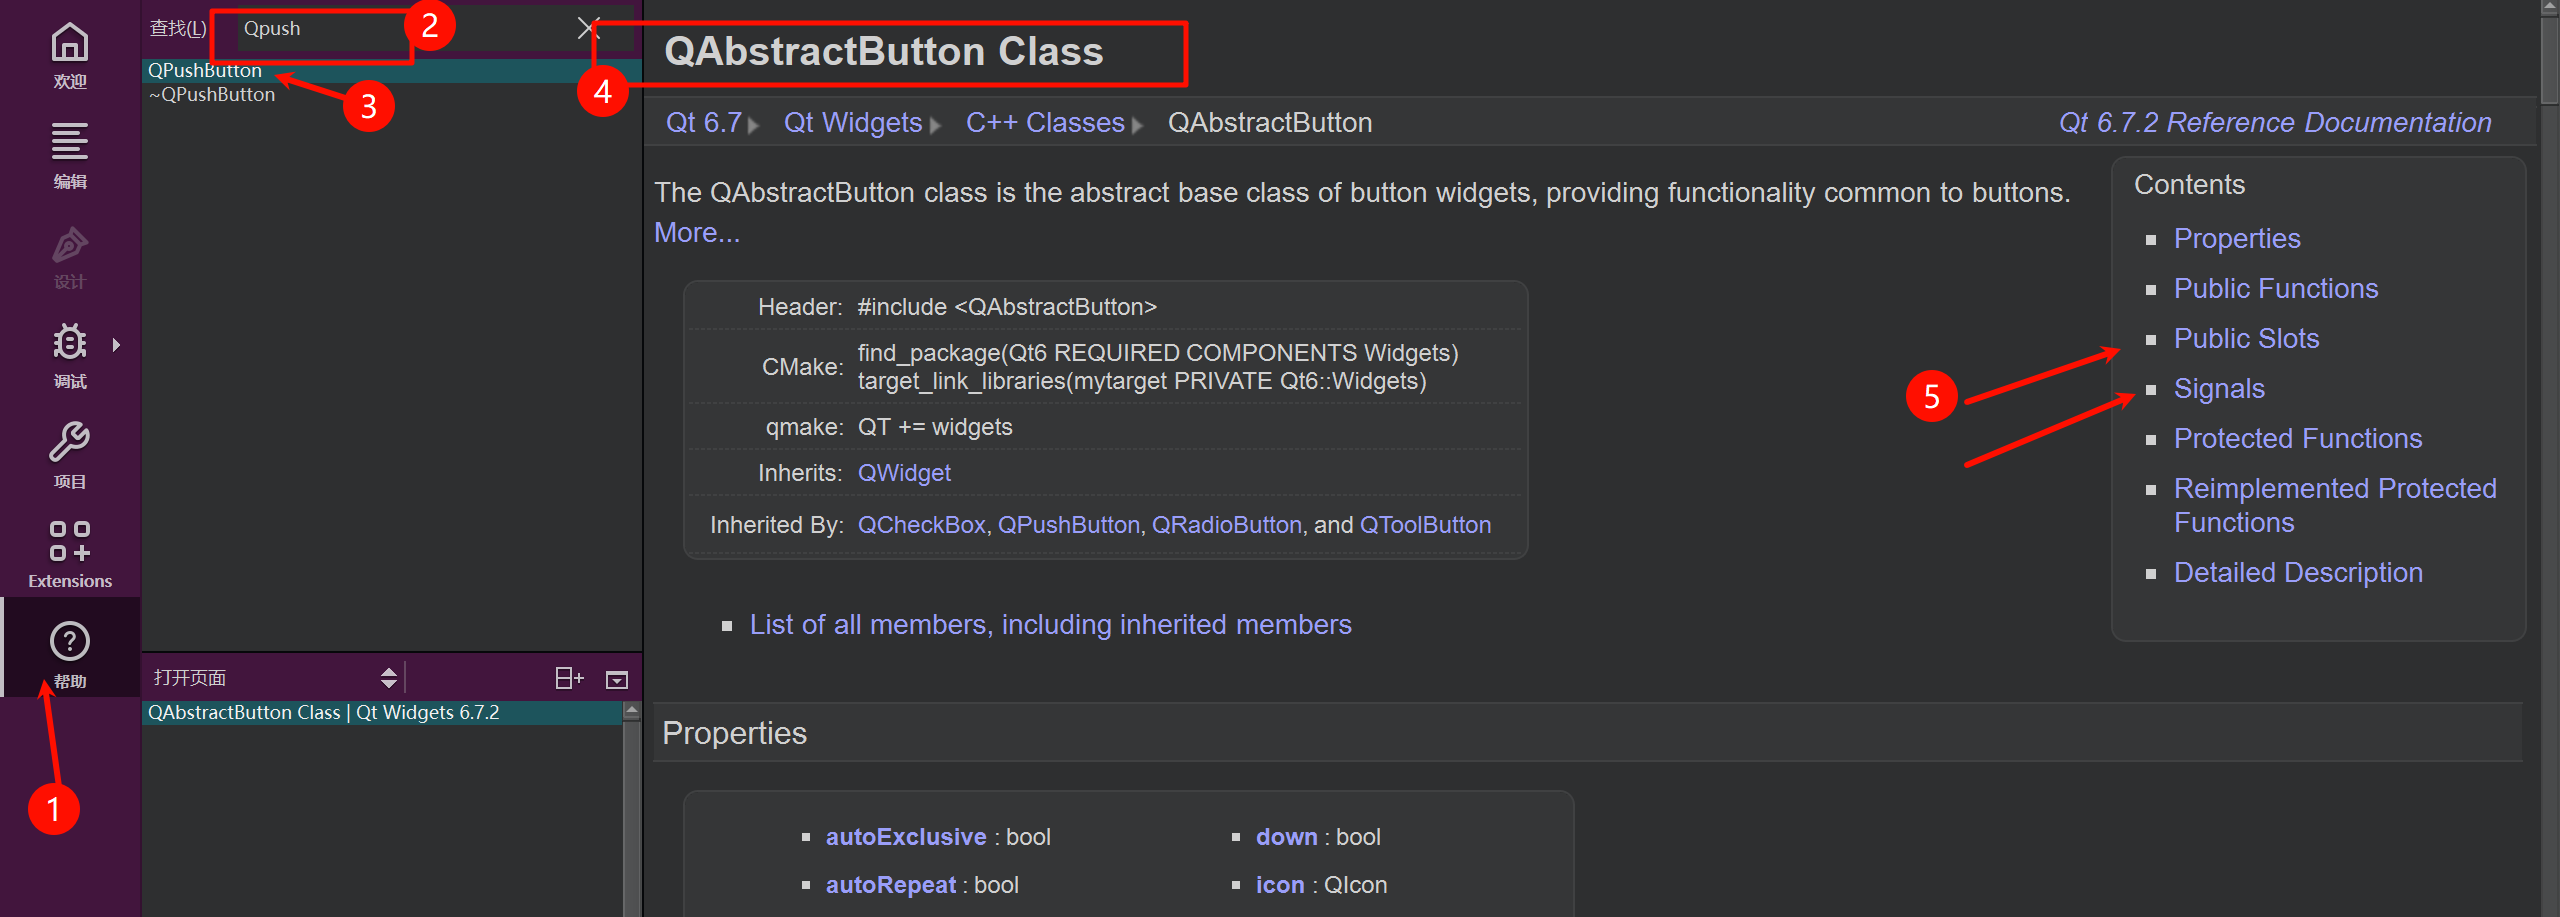 欢迎
编辑
设计
调试
项目
Extensions
帮助
1
查找(L)
Qpush
2
QPushButton
~QPushButton
3
4
打开页面
QAbstractButton Class | Qt Widgets 6.7.2
QAbstractButton Class
Qt 6.7
Qt Widgets
C++ Classes
QAbstractButton
Qt 6.7.2 Reference Documentation
The QAbstractButton class is the abstract base class of button widgets, providing functionality common to buttons.
More...
Header: #include <QAbstractButton>
CMake: find_package(Qt6 REQUIRED COMPONENTS Widgets)
target_link_libraries(mytarget PRIVATE Qt6::Widgets)
qmake: QT += widgets
Inherits: QWidget
Inherited By: QCheckBox, QPushButton, QRadioButton, and QToolButton
List of all members, including inherited members
Contents
Properties
Public Functions
Public Slots
Signals
Protected Functions
Reimplemented Protected
Functions
Detailed Description
5
Properties
autoExclusive : bool
autoRepeat : bool
down : bool
icon : QIcon